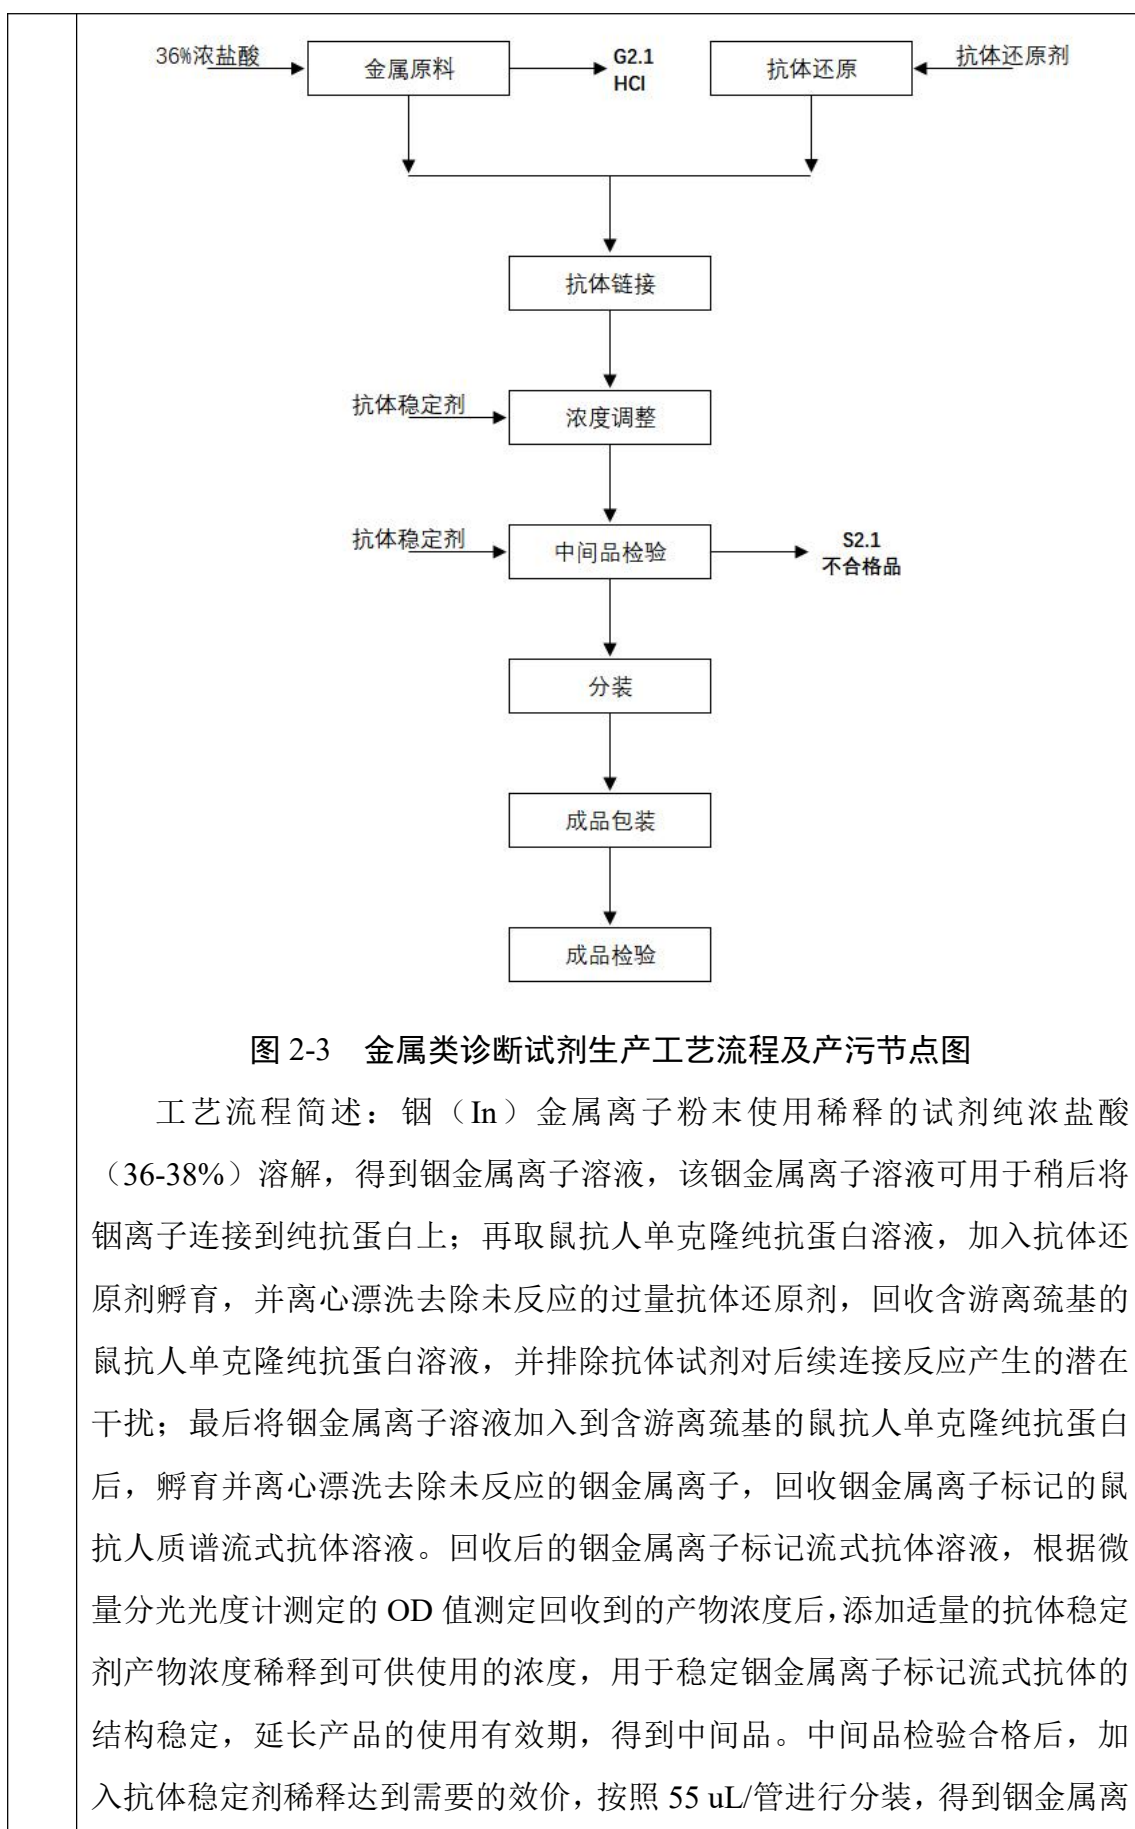 36%浓盐酸
金属原料
G2.1
HCl
抗体还原
抗体还原剂
抗体链接
抗体稳定剂
浓度调整
抗体稳定剂
中间品检验
S2.1
不合格品
分装
成品包装
成品检验
图 2-3 金属类诊断试剂生产工艺流程及产污节点图
工艺流程简述：铟（In）金属离子粉末使用稀释的试剂纯浓盐酸
（36-38%）溶解，得到铟金属离子溶液，该铟金属离子溶液可用于稍后将
铟离子连接到纯抗蛋白上；再取鼠抗人单克隆纯抗蛋白溶液，加入抗体还
原剂孵育，并离心漂洗去除未反应的过量抗体还原剂，回收含游离巯基的
鼠抗人单克隆纯抗蛋白溶液，并排除抗体试剂对后续连接反应产生的潜在
干扰；最后将铟金属离子溶液加入到含游离巯基的鼠抗人单克隆纯抗蛋白
后，孵育并离心漂洗去除未反应的铟金属离子，回收铟金属离子标记的鼠
抗人质谱流式抗体溶液。回收后的铟金属离子标记流式抗体溶液，根据微
量分光光度计测定的 OD 值测定回收到的产物浓度后，添加适量的抗体稳定
剂产物浓度稀释到可供使用的浓度，用于稳定铟金属离子标记流式抗体的
结构稳定，延长产品的使用有效期，得到中间品。中间品检验合格后，加
入抗体稳定剂稀释达到需要的效价，按照 55 uL/管进行分装，得到铟金属离